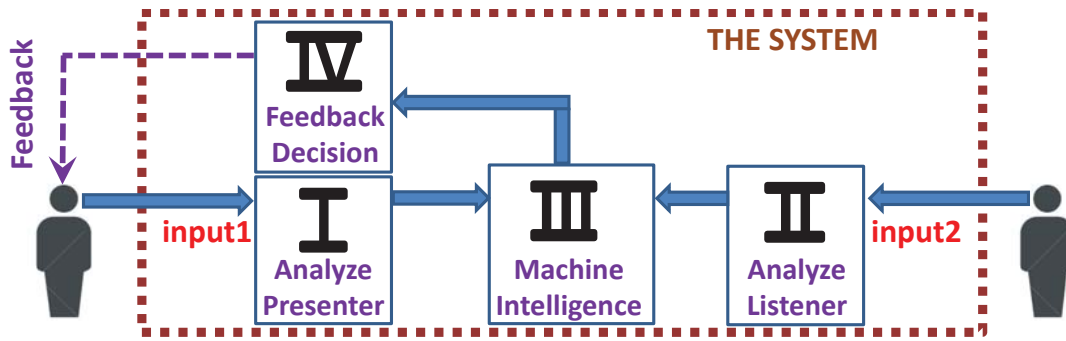 THE SYSTEM
Feedback
IV
Feedback
Decision
input1
I
Analyze
Presenter
III
Machine
Intelligence
II
Analyze
Listener
input2